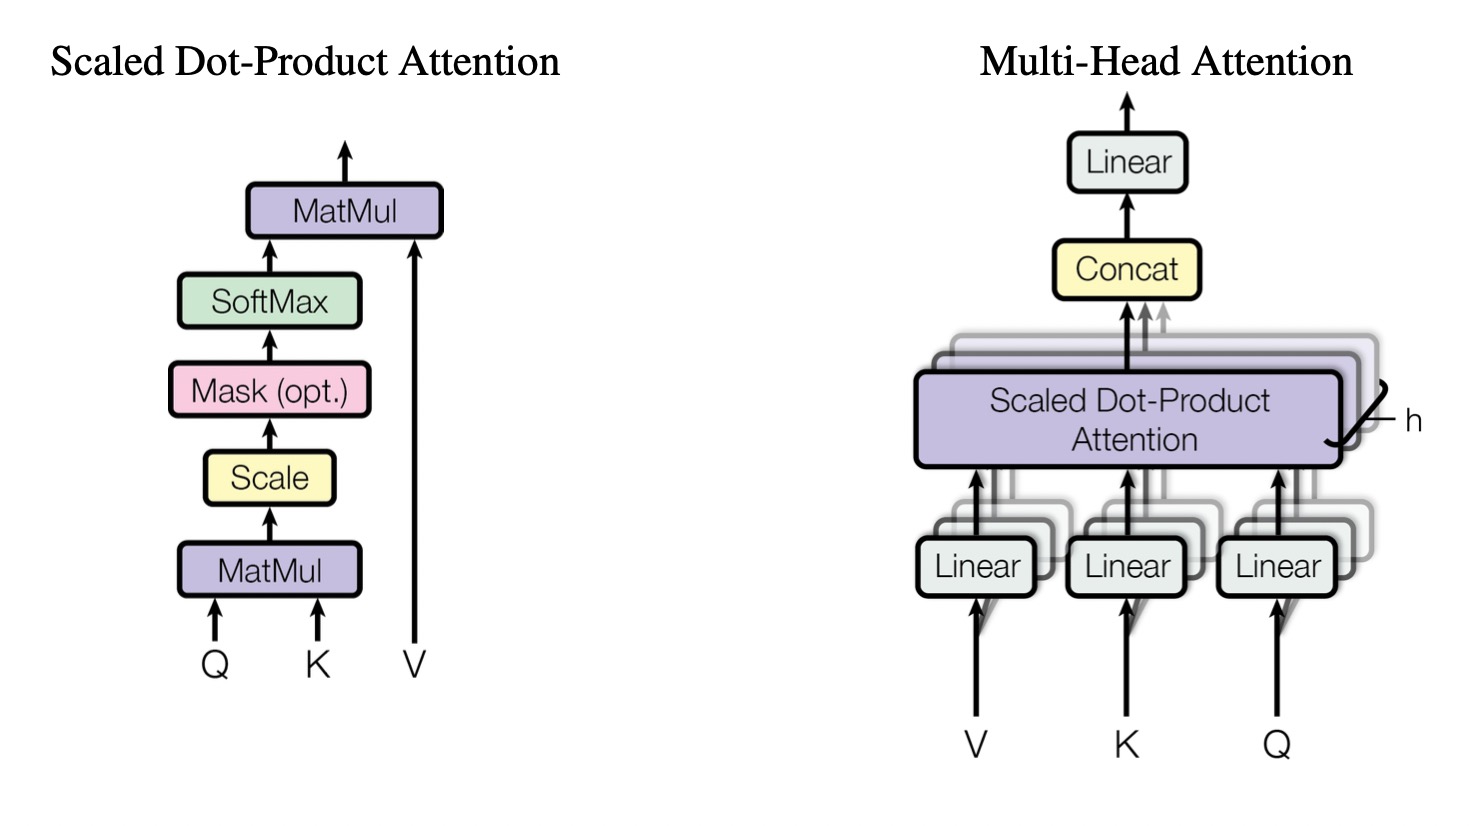 Scaled Dot-Product Attention
MatMul
SoftMax
Mask (opt.)
Scale
MatMul
Q K V
Multi-Head Attention
Linear
Concat
Scaled Dot-Product
Attention
h
Linear Linear Linear
V K Q